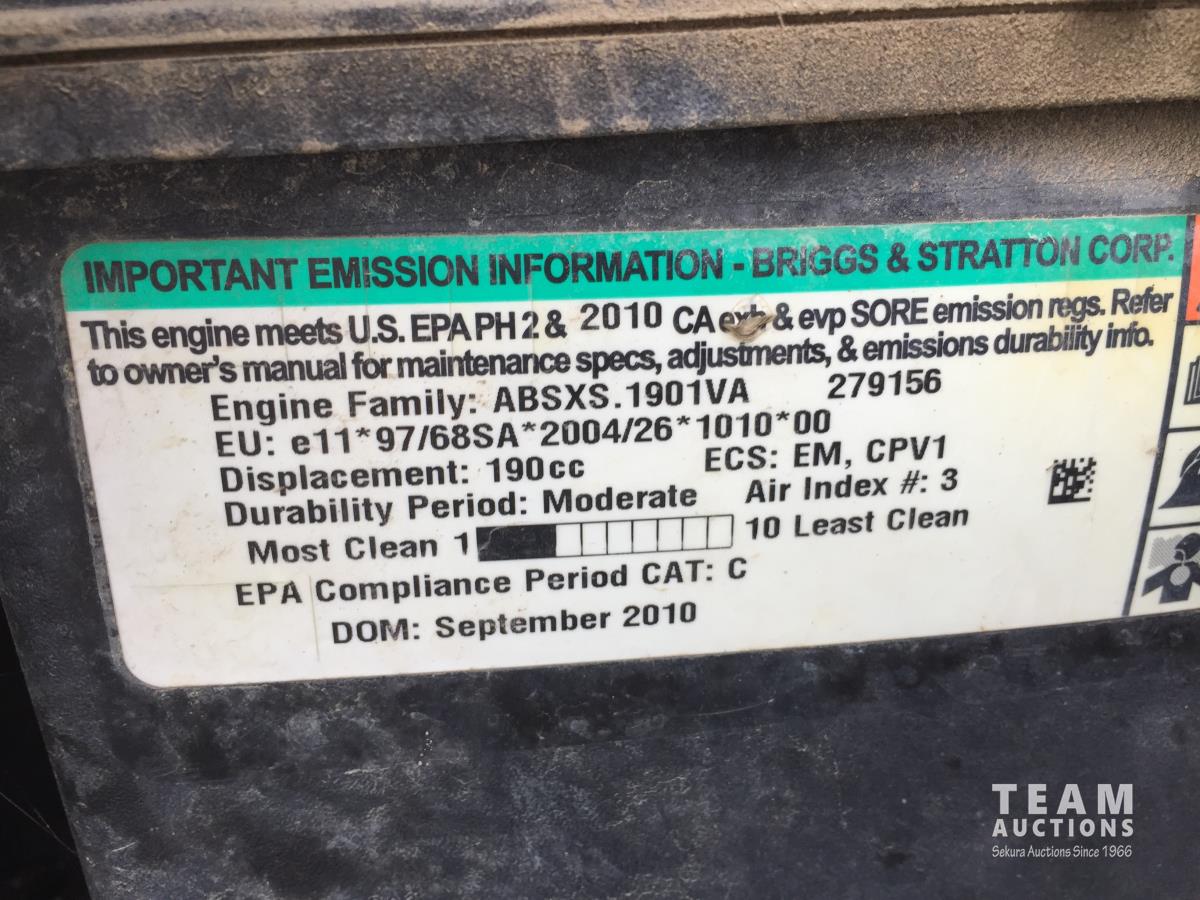 IMPORTANT EMISSION INFORMATION - BRIGGS & STRATTON CORP.
This engine meets U.S. EPA PH 2 & 2010 CA exh & evp SORE emission regs. Refer
to owner's manual for maintenance specs, adjustments, & emissions durability info.
Engine Family: ABSXS.1901VA 279156
EU: e11*97/68SA*2004/26*1010*00
Displacement: 190cc ECS: EM, CPV1
Durability Period: Moderate Air Index #: 3
Most Clean 1 10 Least Clean
EPA Compliance Period CAT: C
DOM: September 2010
TEAM
AUCTIONS
Sekura Auctions Since 1966